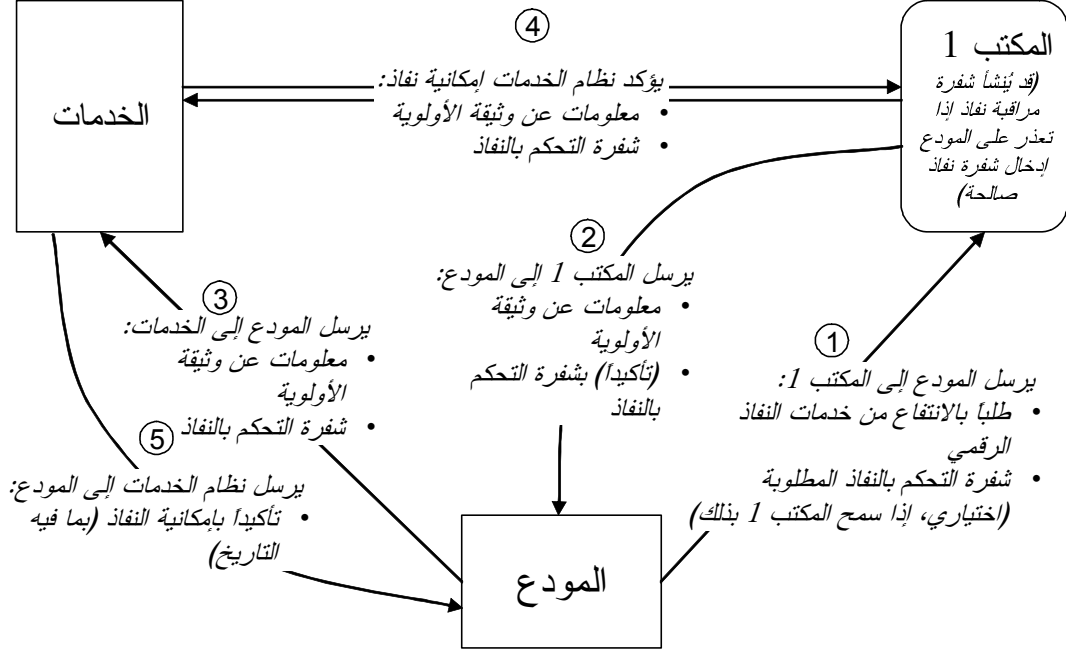 المكتب 1
(قد يُنشأ شفرة
مراقبة نفاذ إذا
تعذر على المودع
إدخال شفرة نفاذ
صالحة)
④
يؤكد نظام الخدمات إمكانية نفاذ:
• معلومات عن وثيقة الأولوية
• شفرة التحكم بالنفاذ
الخدمات
②
يرسل المكتب 1 إلى المودع:
• معلومات عن وثيقة
الأولوية
• (تأكيداً) بشفرة التحكم
بالنفاذ
③
يرسل المودع إلى الخدمات:
• معلومات عن وثيقة
الأولوية
• شفرة التحكم بالنفاذ
①
يرسل المودع إلى المكتب 1:
• طلباً بالانتفاع من خدمات النفاذ
الرقمي
• شفرة التحكم بالنفاذ المطلوبة
(اختياري، إذا سمح المكتب 1 بذلك)
⑤
يرسل نظام الخدمات إلى المودع:
• تأكيداً بإمكانية النفاذ (بما فيه
التاريخ)
المودع